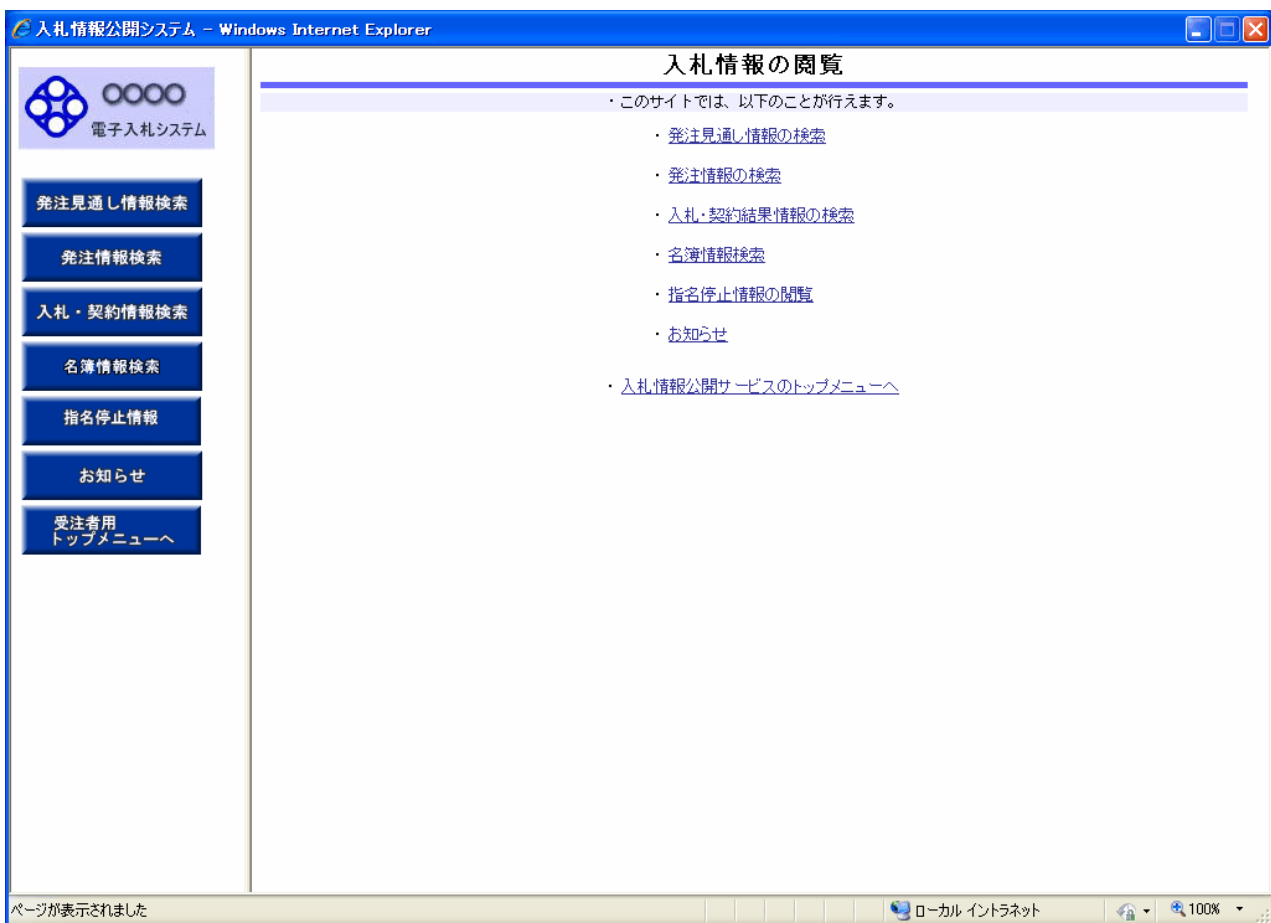 入札情報公開システム - Windows Internet Explorer
〇〇〇〇
電子入札システム
発注見通し情報検索
発注情報検索
入札・契約情報検索
名簿情報検索
指名停止情報
お知らせ
受注者用
トップメニューへ
入札情報の閲覧
・このサイトでは、以下のことが行えます。
・ 発注見通し情報の検索
・ 発注情報の検索
・ 入札・契約結果情報の検索
・ 名簿情報検索
・ 指名停止情報の閲覧
・ お知らせ
・ 入札情報公開サービスのトップメニューへ
ページが表示されました
ローカル イントラネット
100%